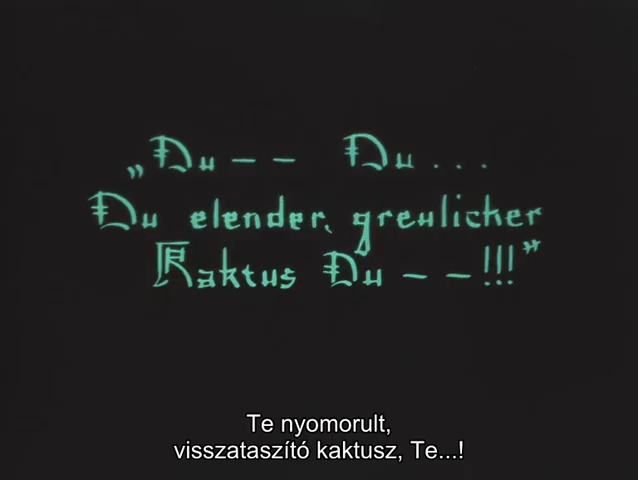 „Du – – Du . . .
Du elender, greulicher
Kaktus Du – – !!!”
Te nyomorult,
visszataszító kaktusz, Te...!